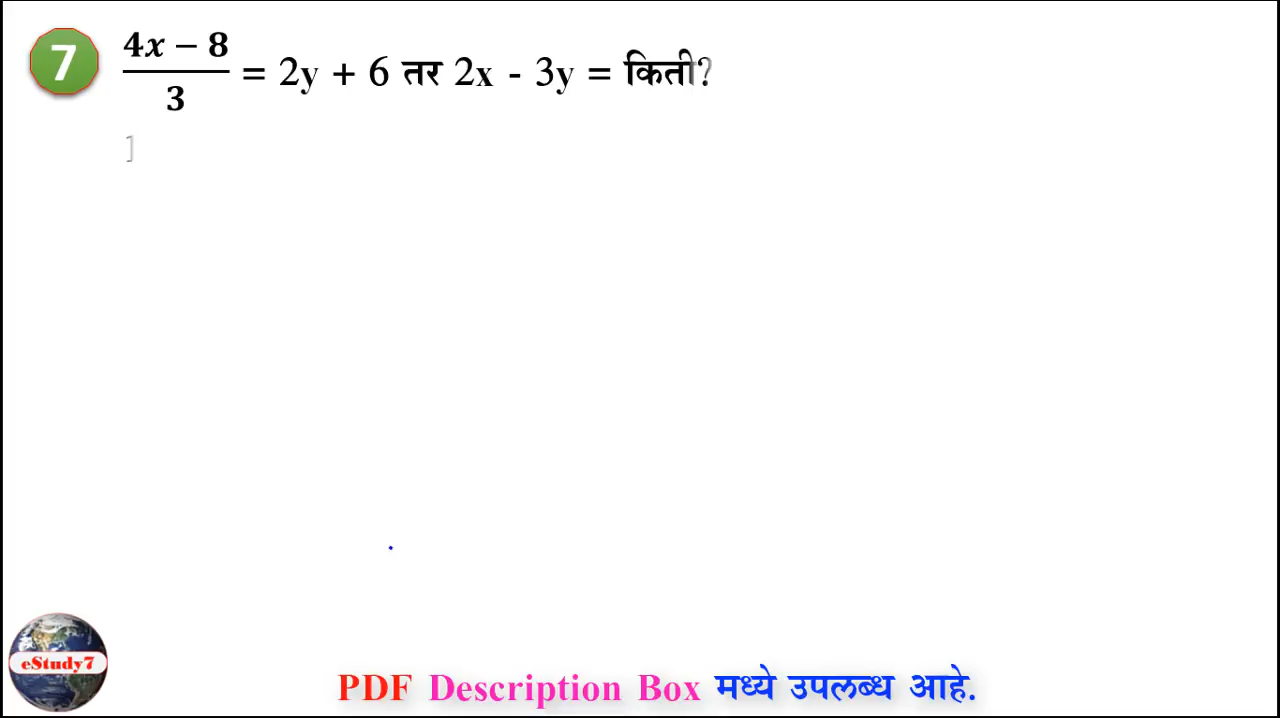 7 (4x − 8)/3 = 2y + 6 तर 2x - 3y = किती?
eStudy7
PDF Description Box मध्ये उपलब्ध आहे.